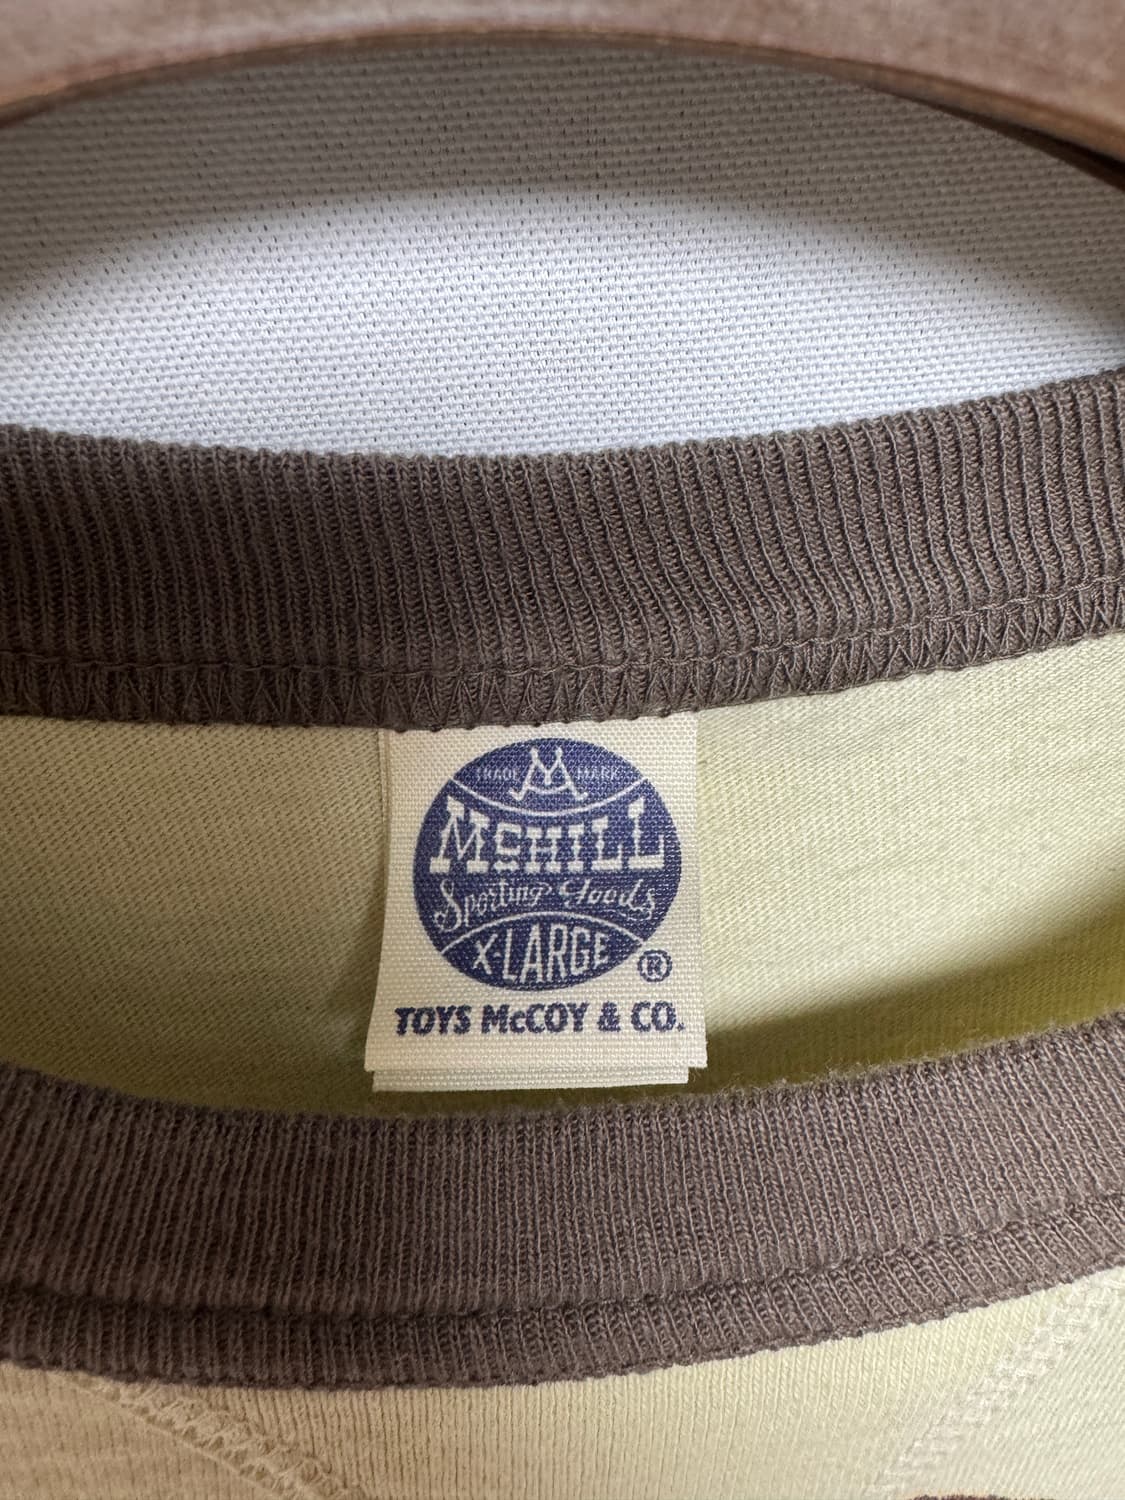 TRADE MARK
McHILL
Sporting Goods
X-LARGE
®
TOYS McCOY & CO.